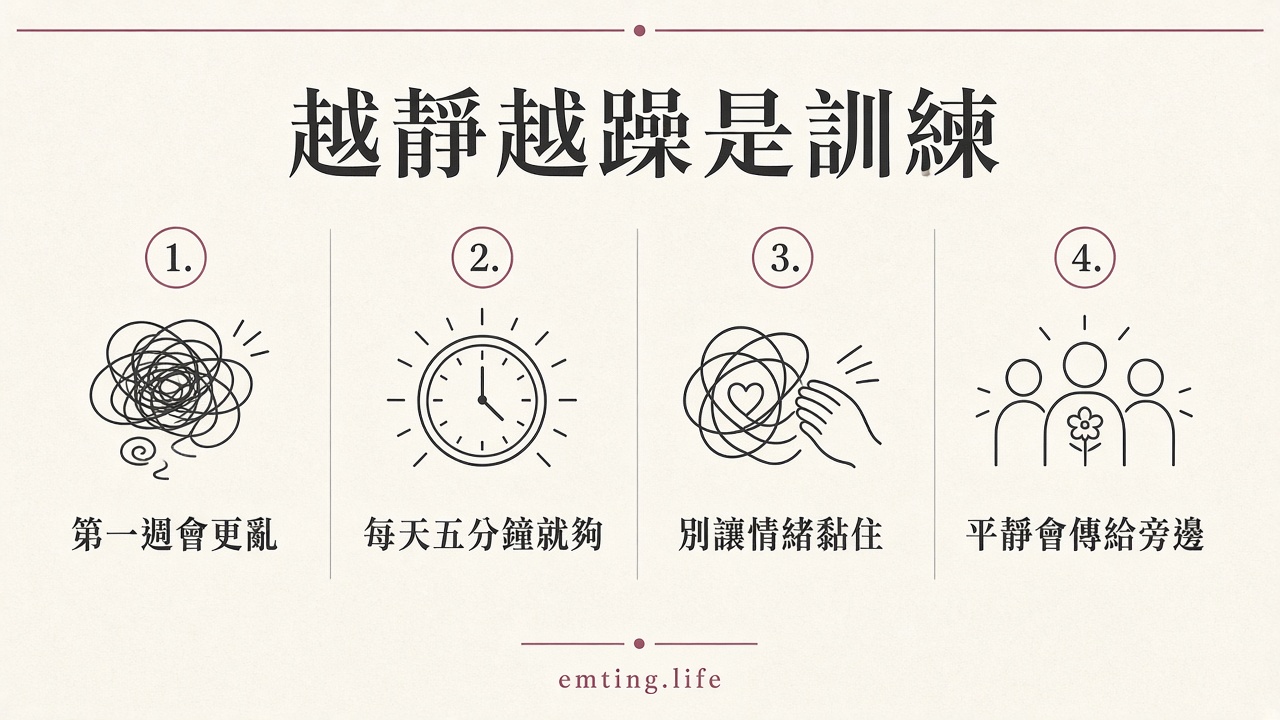 越靜越躁是訓練
1.
第一週會更亂
2.
每天五分鐘就夠
3.
別讓情緒黏住
4.
平靜會傳給旁邊
emting.life